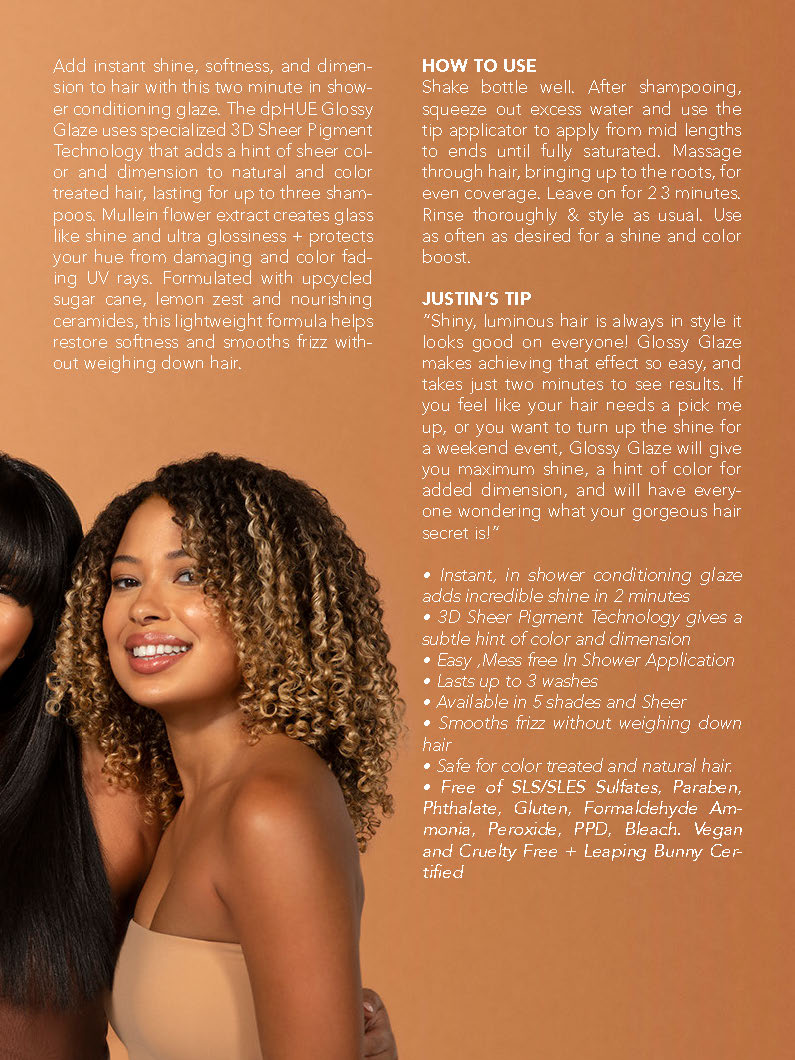 Add instant shine, softness, and dimen-
sion to hair with this two minute in show-
er conditioning glaze. The dpHUE Glossy
Glaze uses specialized 3D Sheer Pigment
Technology that adds a hint of sheer col-
or and dimension to natural and color
treated hair, lasting for up to three sham-
poos. Mullein flower extract creates glass
like shine and ultra glossiness + protects
your hue from damaging and color fad-
ing UV rays. Formulated with upcycled
sugar cane, lemon zest and nourishing
ceramides, this lightweight formula helps
restore softness and smooths frizz with-
out weighing down hair.
HOW TO USE
Shake bottle well. After shampooing,
squeeze out excess water and use the
tip applicator to apply from mid lengths
to ends until fully saturated. Massage
through hair, bringing up to the roots, for
even coverage. Leave on for 2 3 minutes.
Rinse thoroughly & style as usual. Use
as often as desired for a shine and color
boost.
JUSTIN'S TIP
“Shiny, luminous hair is always in style it
looks good on everyone! Glossy Glaze
makes achieving that effect so easy, and
takes just two minutes to see results. If
you feel like your hair needs a pick me
up, or you want to turn up the shine for
a weekend event, Glossy Glaze will give
you maximum shine, a hint of color for
added dimension, and will have every-
one wondering what your gorgeous hair
secret is!”
• Instant, in shower conditioning glaze
adds incredible shine in 2 minutes
• 3D Sheer Pigment Technology gives a
subtle hint of color and dimension
• Easy ,Mess free In Shower Application
• Lasts up to 3 washes
• Available in 5 shades and Sheer
• Smooths frizz without weighing down
hair
• Safe for color treated and natural hair.
• Free of SLS/SLES Sulfates, Paraben,
Phthalate, Gluten, Formaldehyde Am-
monia, Peroxide, PPD, Bleach. Vegan
and Cruelty Free + Leaping Bunny Cer-
tified